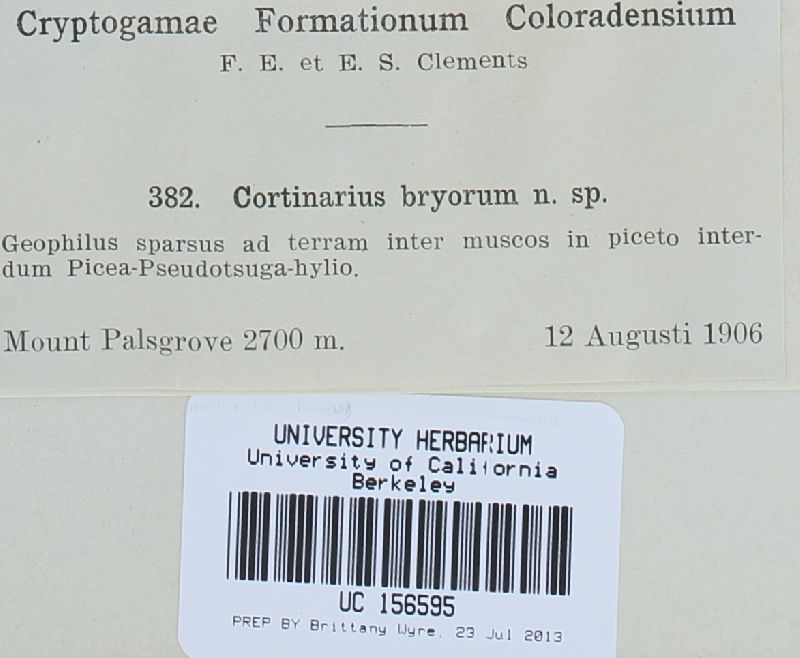 Cryptogamae Formationum Coloradensium
F. E. et E. S. Clements
382. Cortinarius bryorum n. sp.
Geophilus sparsus ad terram inter muscos in piceto inter-
dum Picea-Pseudotsuga-hylio.
Mount Palsgrove 2700 m. 12 Augusti 1906
UNIVERSITY HERBARIUM
University of California
Berkeley
UC 156595
PREP BY Brittany Wyre, 23 Jul 2013